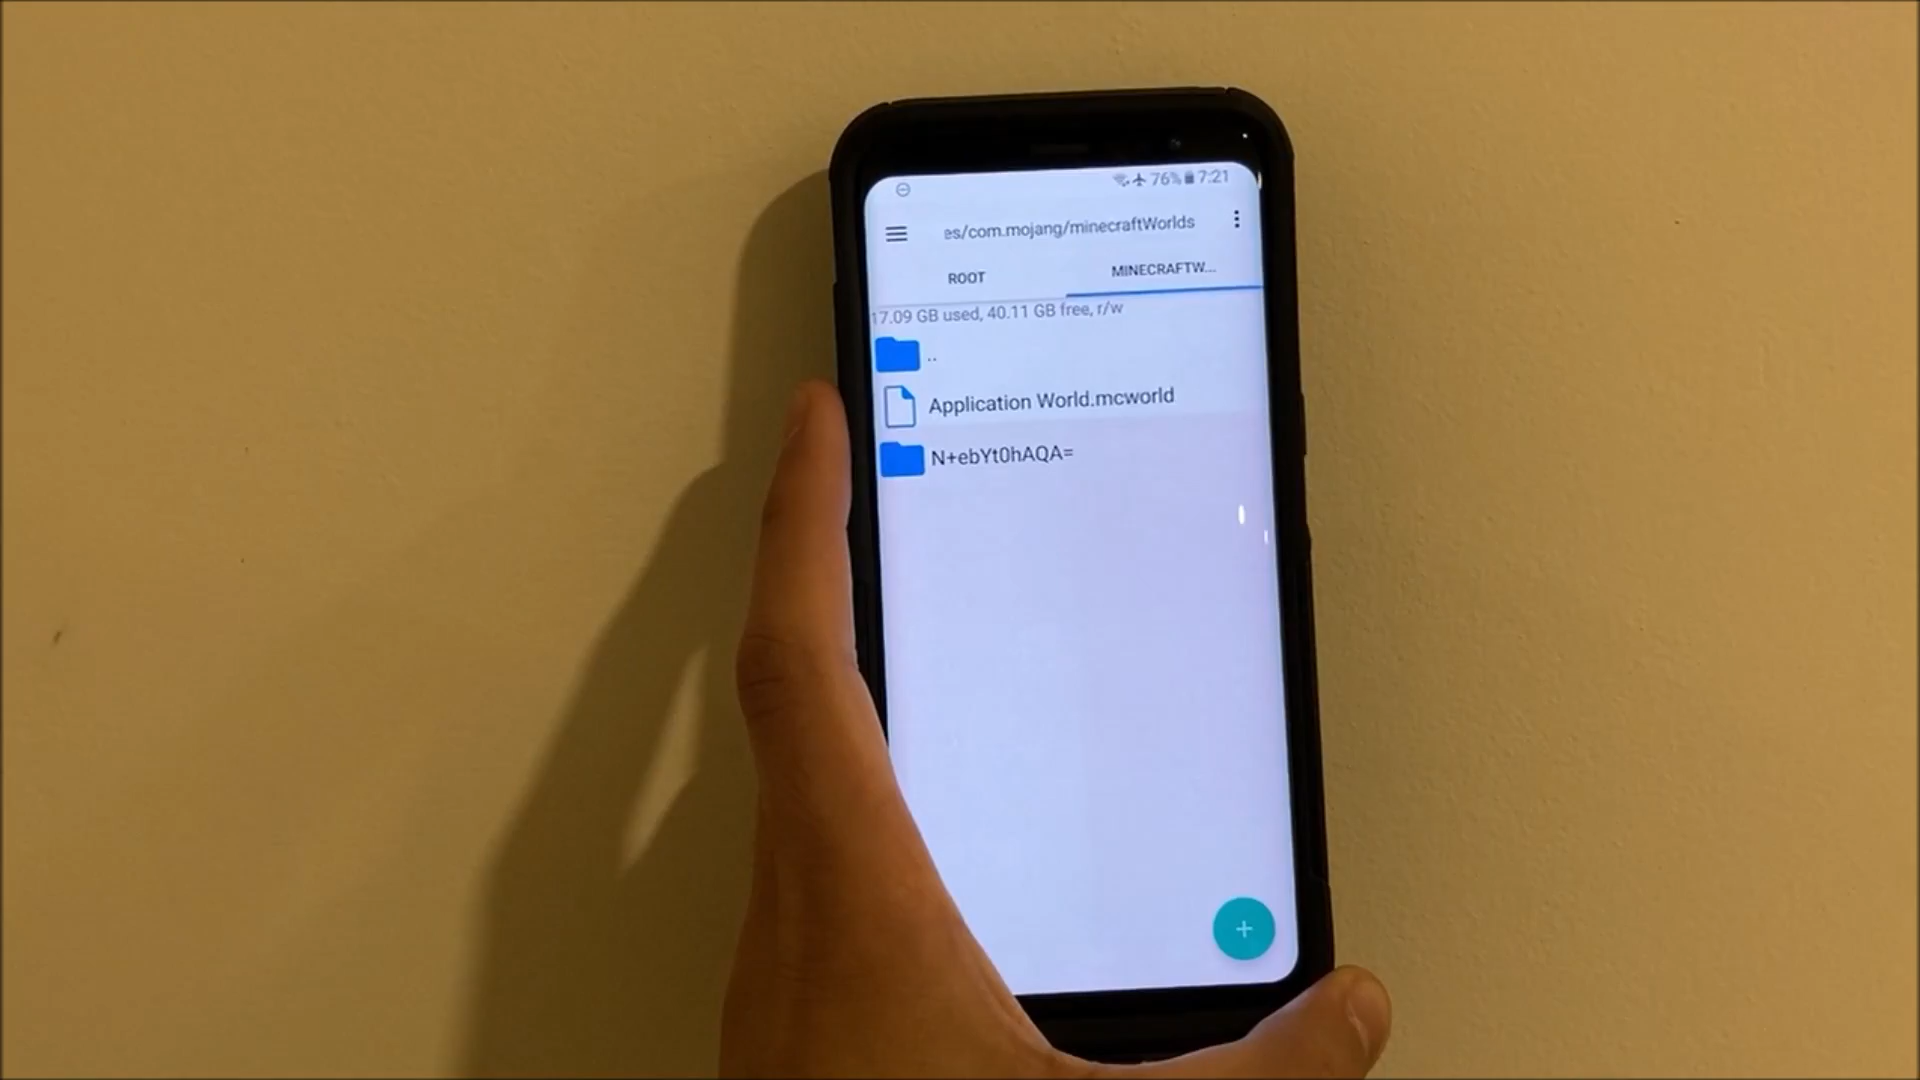 76% 7:21
es/com.mojang/minecraftWorlds
ROOT
MINECRAFTW...
17.09 GB used, 40.11 GB free, r/w
..
Application World.mcworld
N+ebYt0hAQA=
+